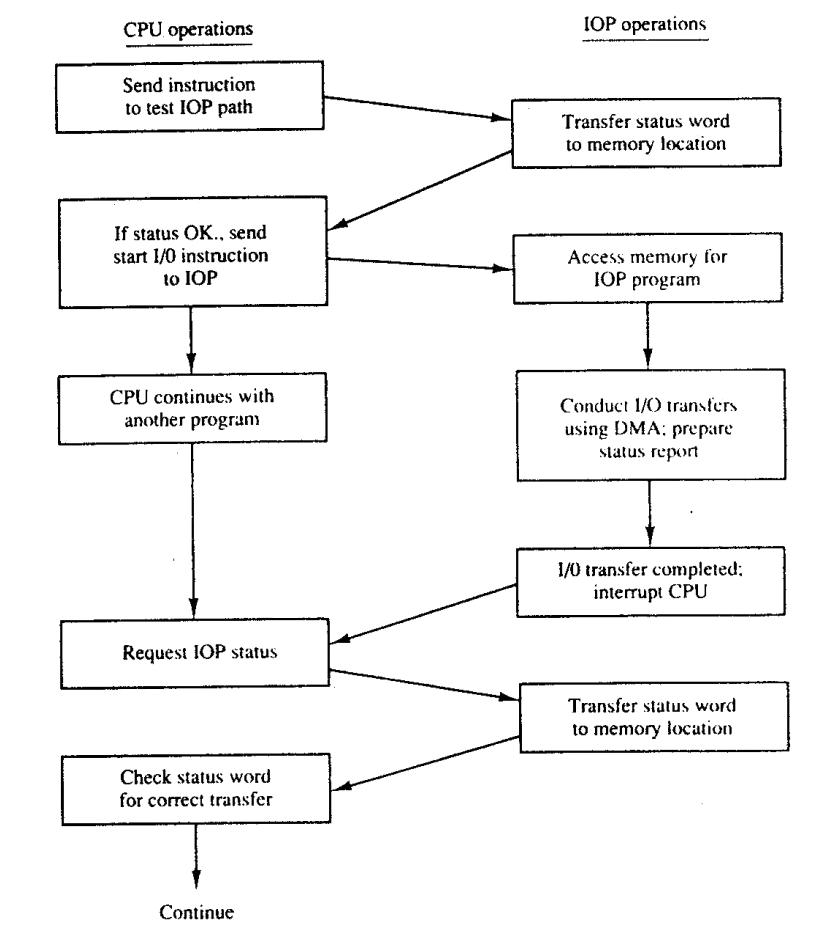 CPU operations
IOP operations
Send instruction
to test IOP path
Transfer status word
to memory location
If status OK., send
start I/0 instruction
to IOP
Access memory for
IOP program
CPU continues with
another program
Conduct I/O transfers
using DMA; prepare
status report
I/0 transfer completed;
interrupt CPU
Request IOP status
Transfer status word
to memory location
Check status word
for correct transfer
Continue